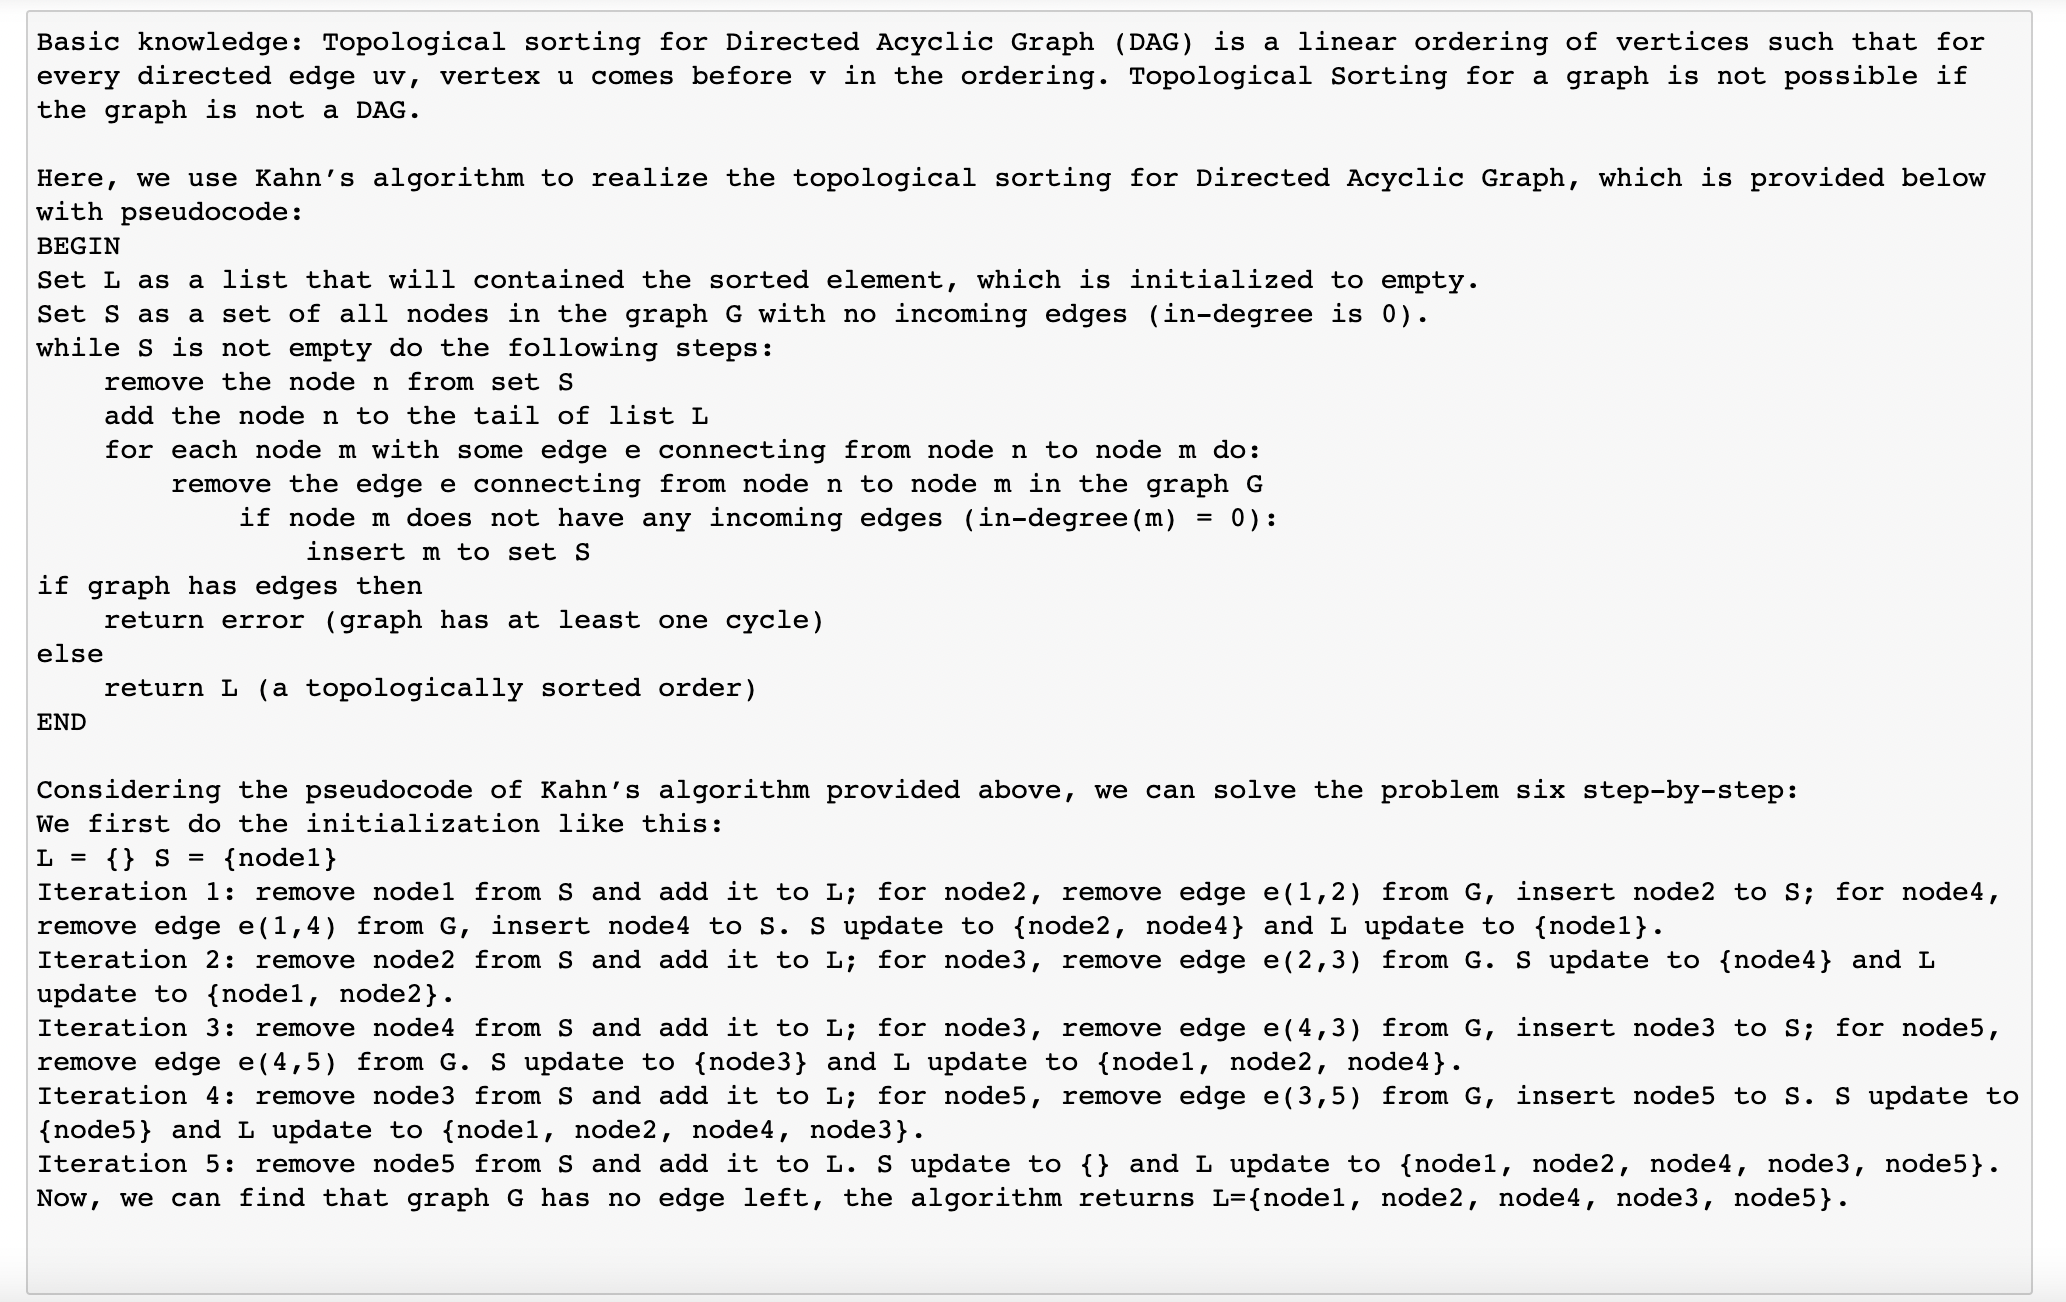 Basic knowledge: Topological sorting for Directed Acyclic Graph (DAG) is a linear ordering of vertices such that for
every directed edge uv, vertex u comes before v in the ordering. Topological Sorting for a graph is not possible if
the graph is not a DAG.

Here, we use Kahn’s algorithm to realize the topological sorting for Directed Acyclic Graph, which is provided below
with pseudocode:
BEGIN
Set L as a list that will contained the sorted element, which is initialized to empty.
Set S as a set of all nodes in the graph G with no incoming edges (in-degree is 0).
while S is not empty do the following steps:
    remove the node n from set S
    add the node n to the tail of list L
    for each node m with some edge e connecting from node n to node m do:
        remove the edge e connecting from node n to node m in the graph G
            if node m does not have any incoming edges (in-degree(m) = 0):
                insert m to set S
if graph has edges then
    return error (graph has at least one cycle)
else
    return L (a topologically sorted order)
END

Considering the pseudocode of Kahn’s algorithm provided above, we can solve the problem six step-by-step:
We first do the initialization like this:
L = {} S = {node1}
Iteration 1: remove node1 from S and add it to L; for node2, remove edge e(1,2) from G, insert node2 to S; for node4,
remove edge e(1,4) from G, insert node4 to S. S update to {node2, node4} and L update to {node1}.
Iteration 2: remove node2 from S and add it to L; for node3, remove edge e(2,3) from G. S update to {node4} and L
update to {node1, node2}.
Iteration 3: remove node4 from S and add it to L; for node3, remove edge e(4,3) from G, insert node3 to S; for node5,
remove edge e(4,5) from G. S update to {node3} and L update to {node1, node2, node4}.
Iteration 4: remove node3 from S and add it to L; for node5, remove edge e(3,5) from G, insert node5 to S. S update to
{node5} and L update to {node1, node2, node4, node3}.
Iteration 5: remove node5 from S and add it to L. S update to {} and L update to {node1, node2, node4, node3, node5}.
Now, we can find that graph G has no edge left, the algorithm returns L={node1, node2, node4, node3, node5}.